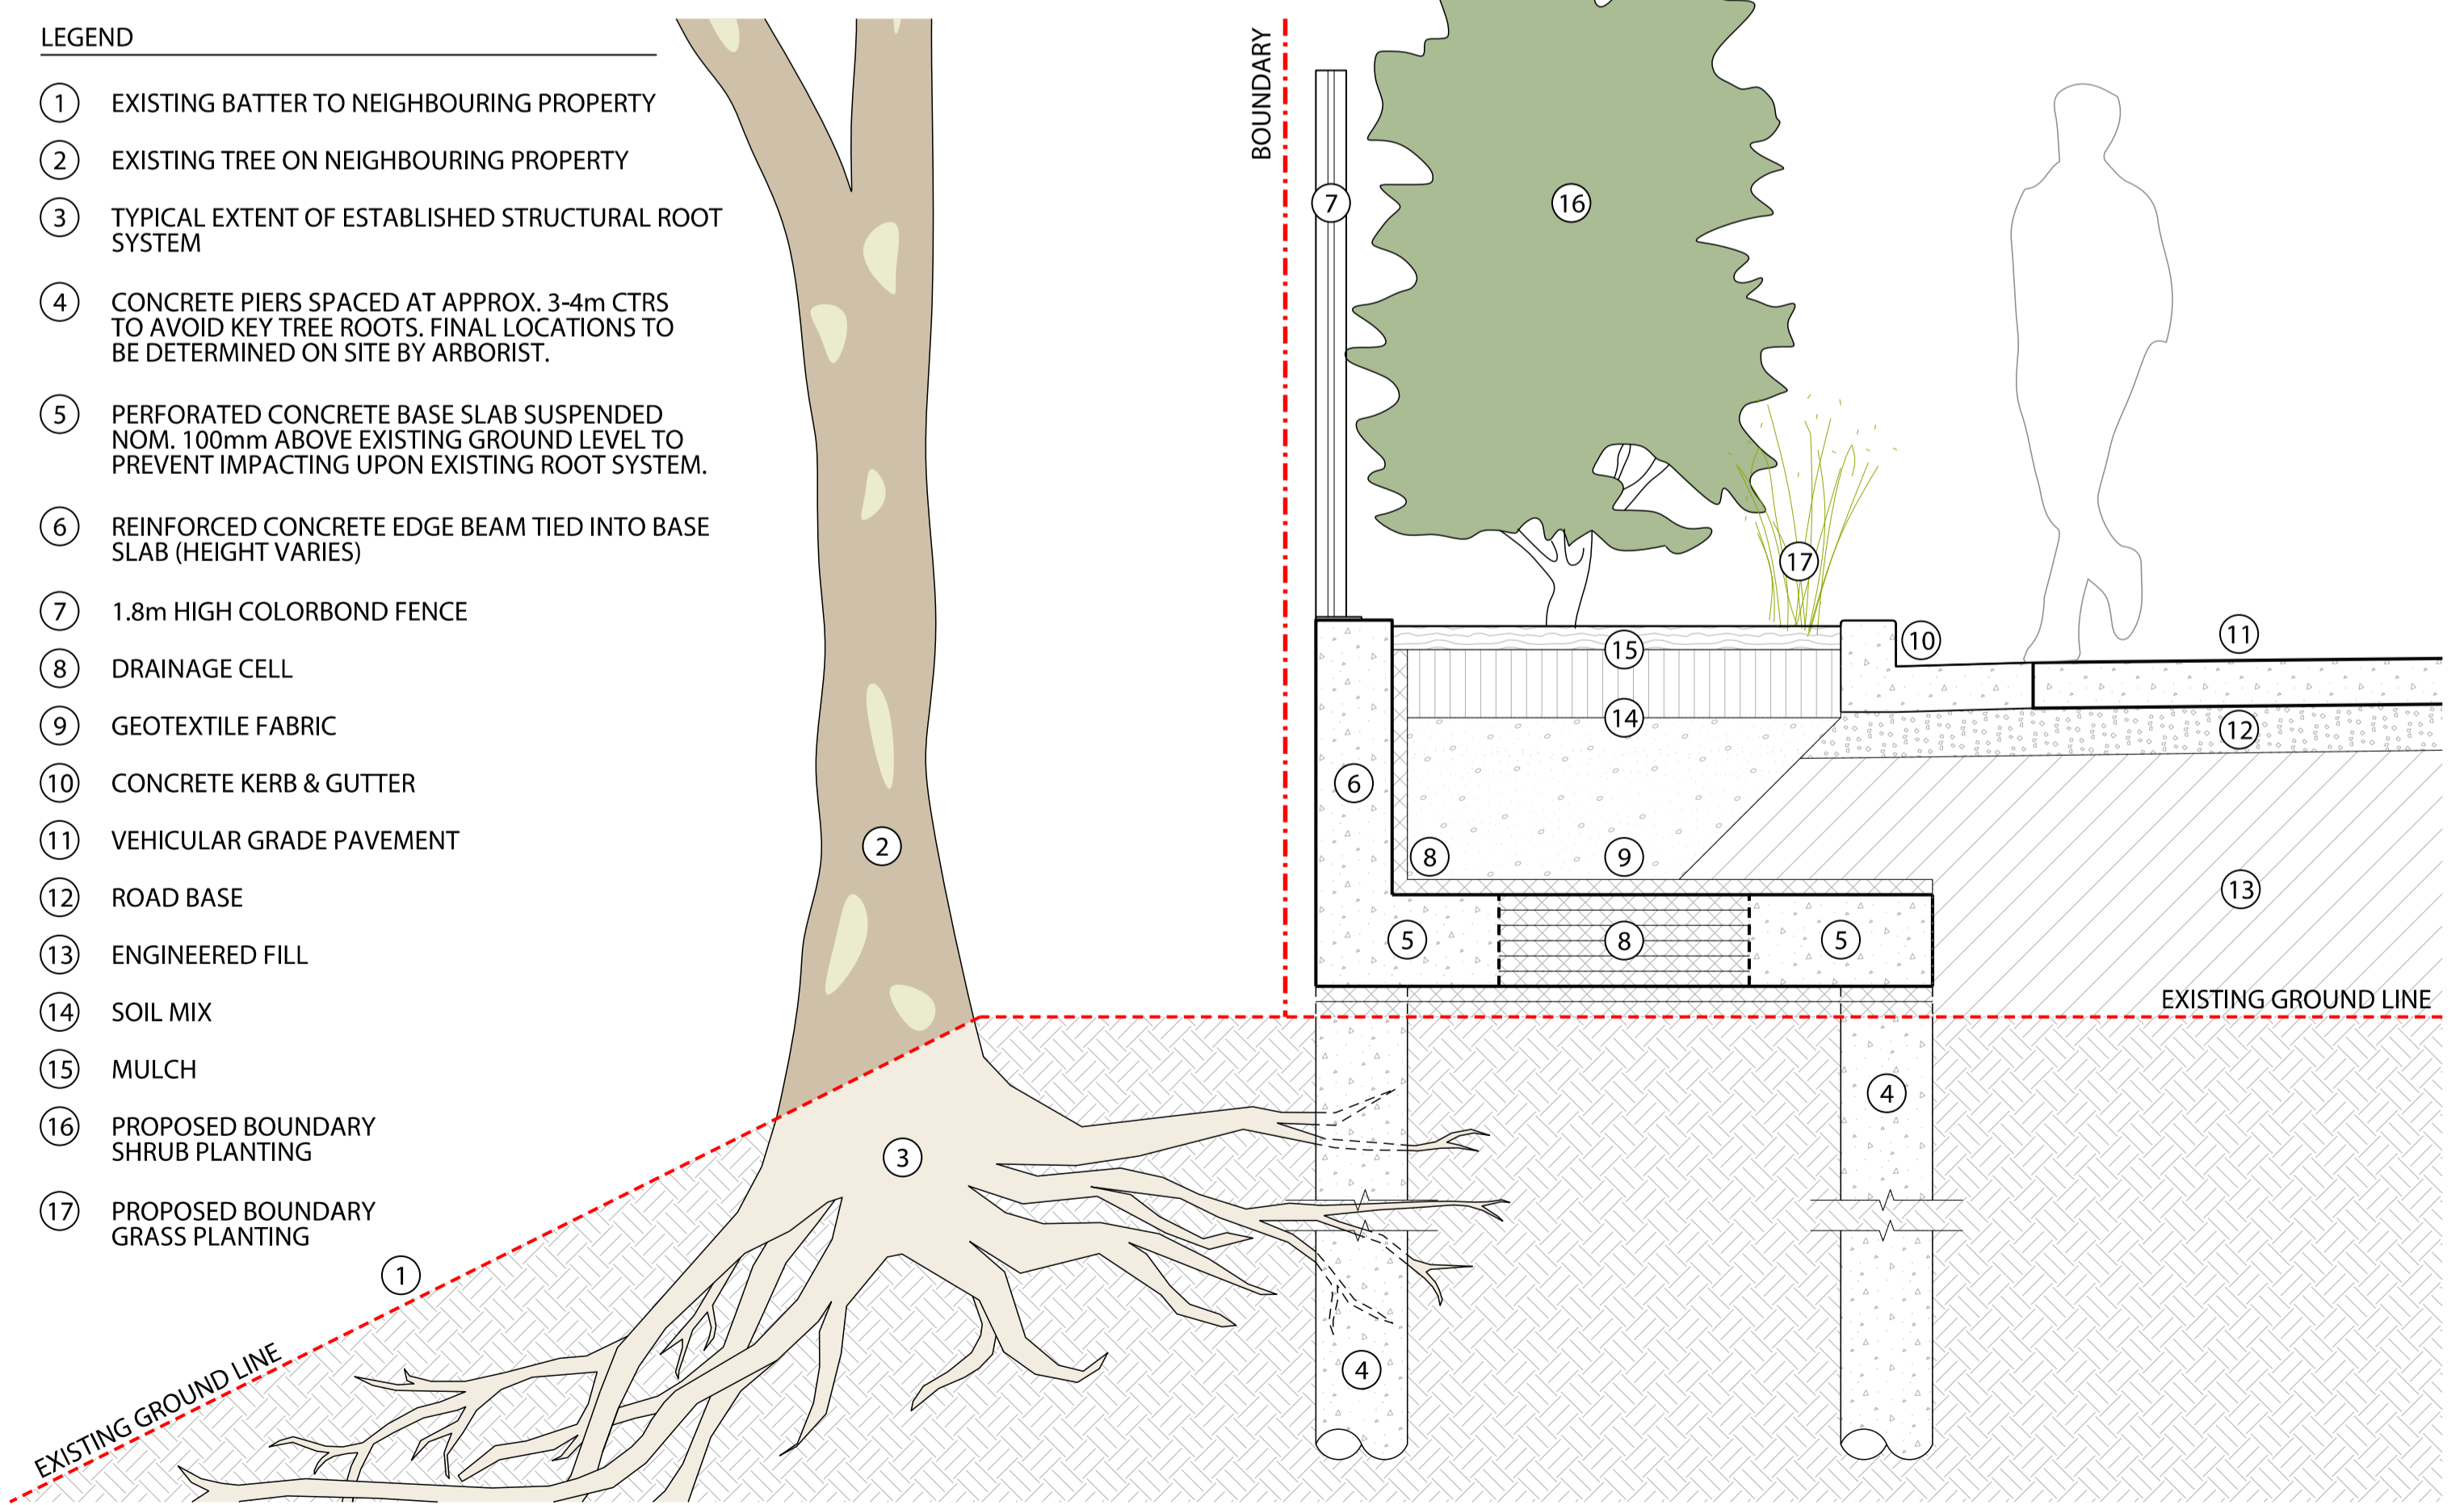 LEGEND
1 EXISTING BATTER TO NEIGHBOURING PROPERTY
2 EXISTING TREE ON NEIGHBOURING PROPERTY
3 TYPICAL EXTENT OF ESTABLISHED STRUCTURAL ROOT
SYSTEM
4 CONCRETE PIERS SPACED AT APPROX. 3-4m CTRS
TO AVOID KEY TREE ROOTS. FINAL LOCATIONS TO
BE DETERMINED ON SITE BY ARBORIST.
5 PERFORATED CONCRETE BASE SLAB SUSPENDED
NOM. 100mm ABOVE EXISTING GROUND LEVEL TO
PREVENT IMPACTING UPON EXISTING ROOT SYSTEM.
6 REINFORCED CONCRETE EDGE BEAM TIED INTO BASE
SLAB (HEIGHT VARIES)
7 1.8m HIGH COLORBOND FENCE
8 DRAINAGE CELL
9 GEOTEXTILE FABRIC
10 CONCRETE KERB & GUTTER
11 VEHICULAR GRADE PAVEMENT
12 ROAD BASE
13 ENGINEERED FILL
14 SOIL MIX
15 MULCH
16 PROPOSED BOUNDARY
SHRUB PLANTING
17 PROPOSED BOUNDARY
GRASS PLANTING
1
EXISTING GROUND LINE
2
3
BOUNDARY
7
16
17
15
10
11
14
12
6
8
9
13
5
8
5
EXISTING GROUND LINE
4
4